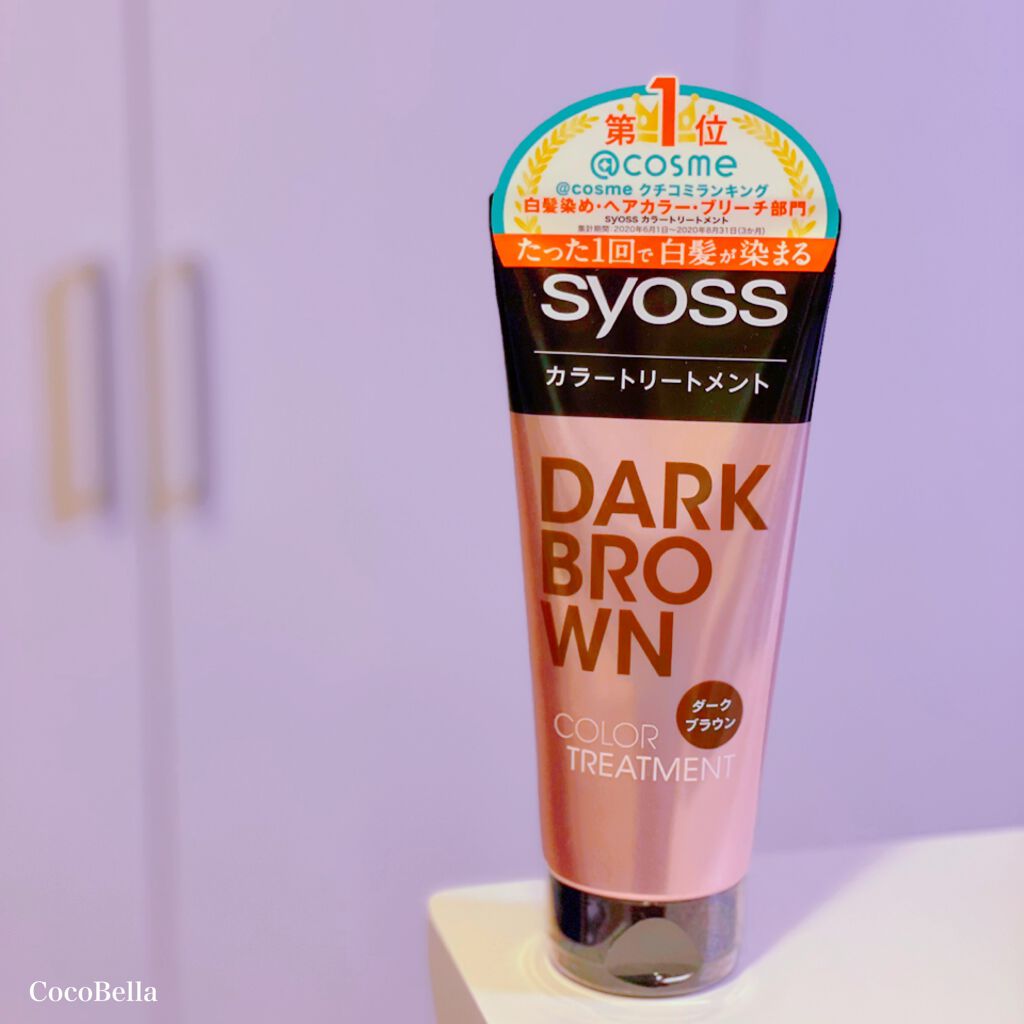 第1位
@cosme
@cosme クチコミランキング
白髪染め・ヘアカラー・ブリーチ部門
syoss カラートリートメント
集計期間:2020年6月1日〜2020年8月31日(3か月)
たった1回で白髪が染まる
syoss
カラートリートメント
DARK
BRO
WN
ダーク
ブラウン
COLOR
TREATMENT
CocoBella